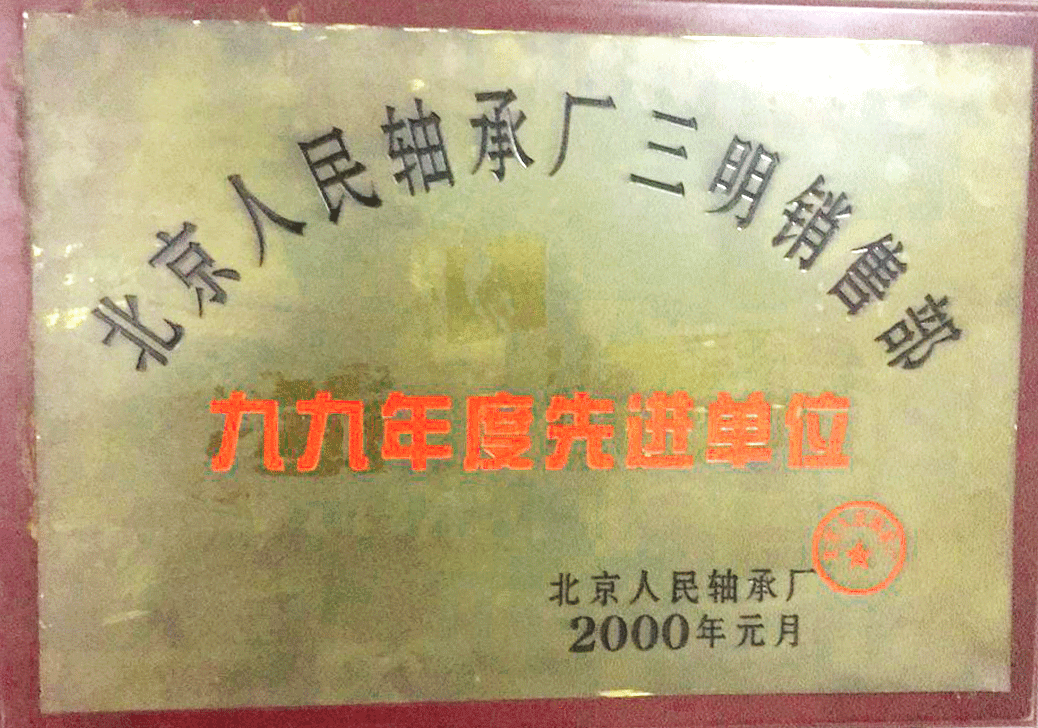 北京人民轴承厂三明销售部
九九年度先进单位
北京人民轴承厂
2000年元月